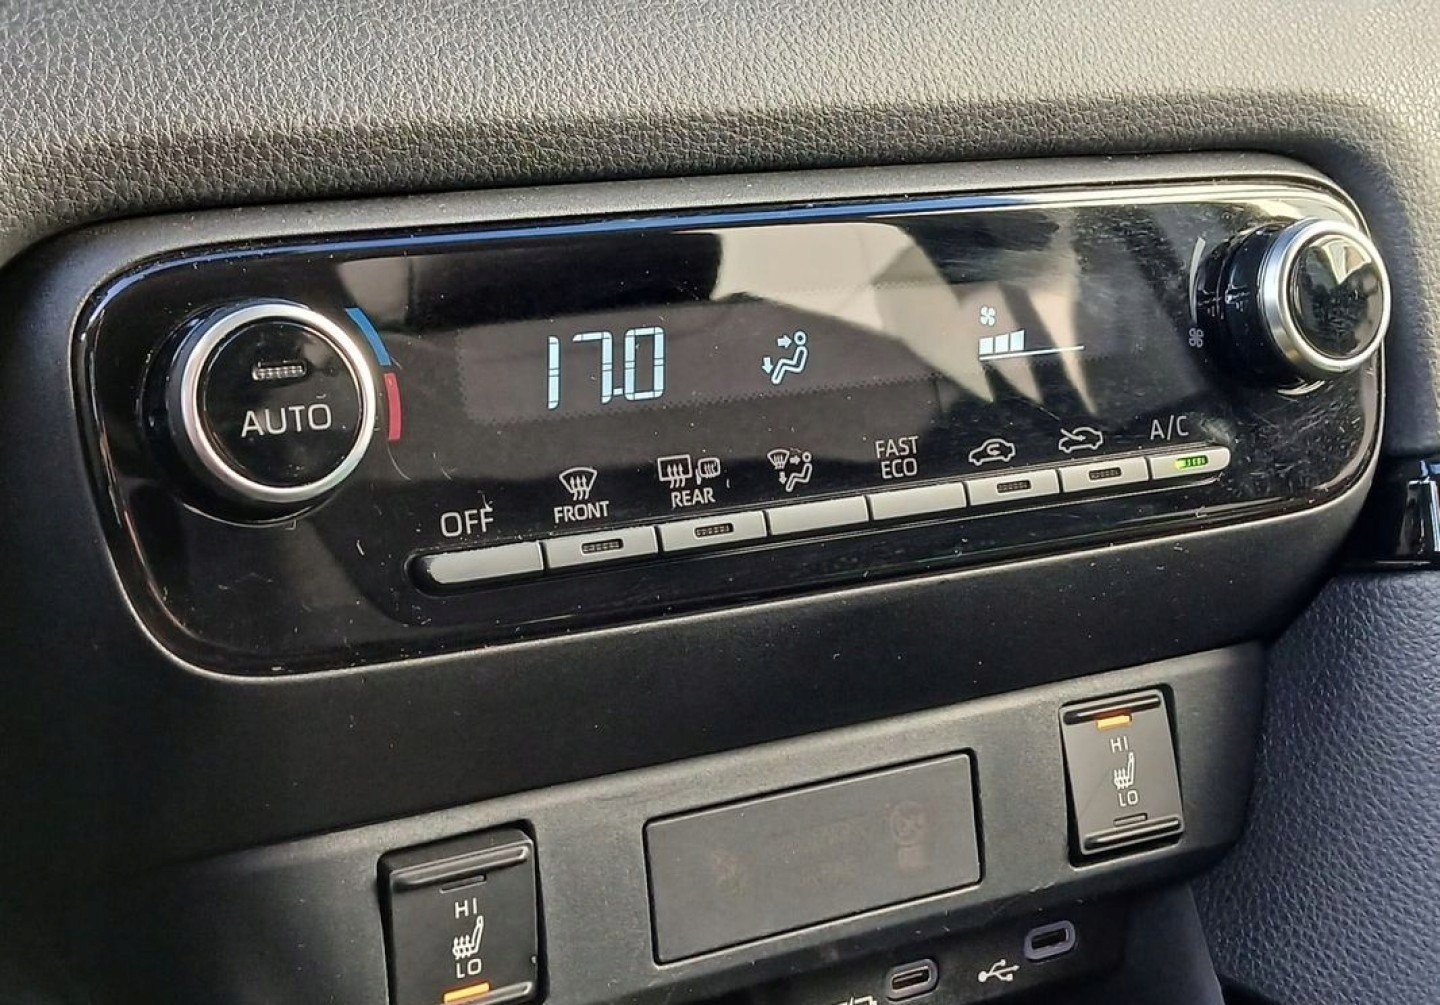 17.0
AUTO
OFF
FRONT
REAR
FAST
ECO
A/C
HI
LO
HI
LO